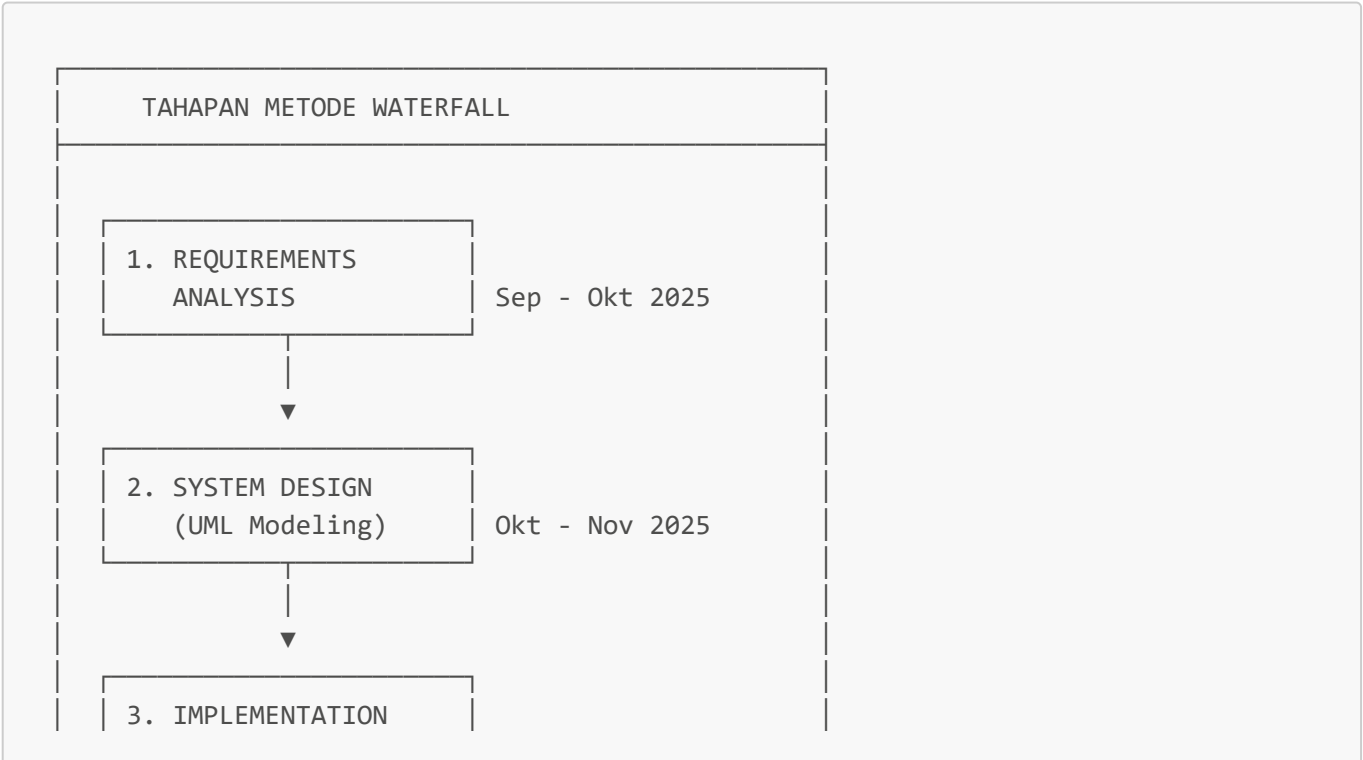 TAHAPAN METODE WATERFALL
1. REQUIREMENTS
ANALYSIS Sep - Okt 2025
2. SYSTEM DESIGN
(UML Modeling) Okt - Nov 2025
3. IMPLEMENTATION